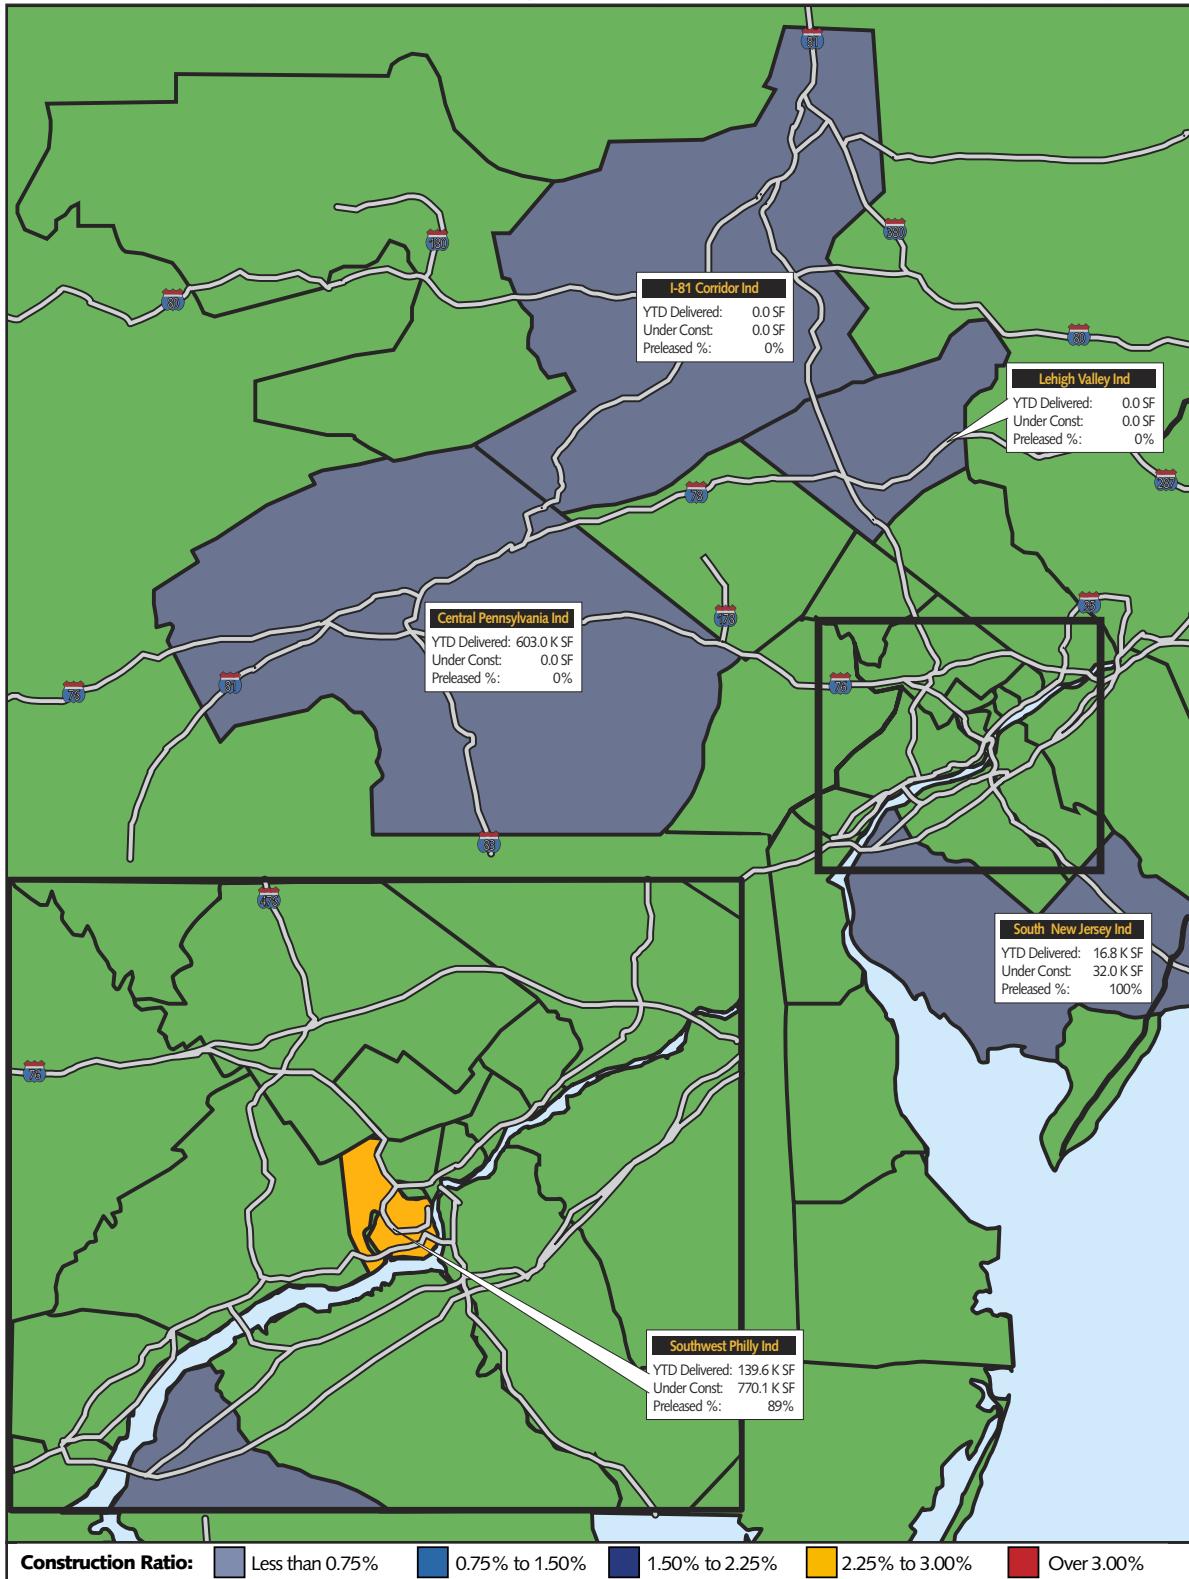 81
380
180
80
I-81 Corridor Ind
YTD Delivered: 0.0 SF
Under Const: 0.0 SF
Preleased %: 0%
80
Lehigh Valley Ind
YTD Delivered: 0.0 SF
Under Const: 0.0 SF
Preleased %: 0%
287
78
95
176
Central Pennsylvania Ind
YTD Delivered: 603.0 K SF
Under Const: 0.0 SF
Preleased %: 0%
76
81
76
83
476
South New Jersey Ind
YTD Delivered: 16.8 K SF
Under Const: 32.0 K SF
Preleased %: 100%
76
Southwest Philly Ind
YTD Delivered: 139.6 K SF
Under Const: 770.1 K SF
Preleased %: 89%
Construction Ratio: Less than 0.75% 0.75% to 1.50% 1.50% to 2.25% 2.25% to 3.00% Over 3.00%